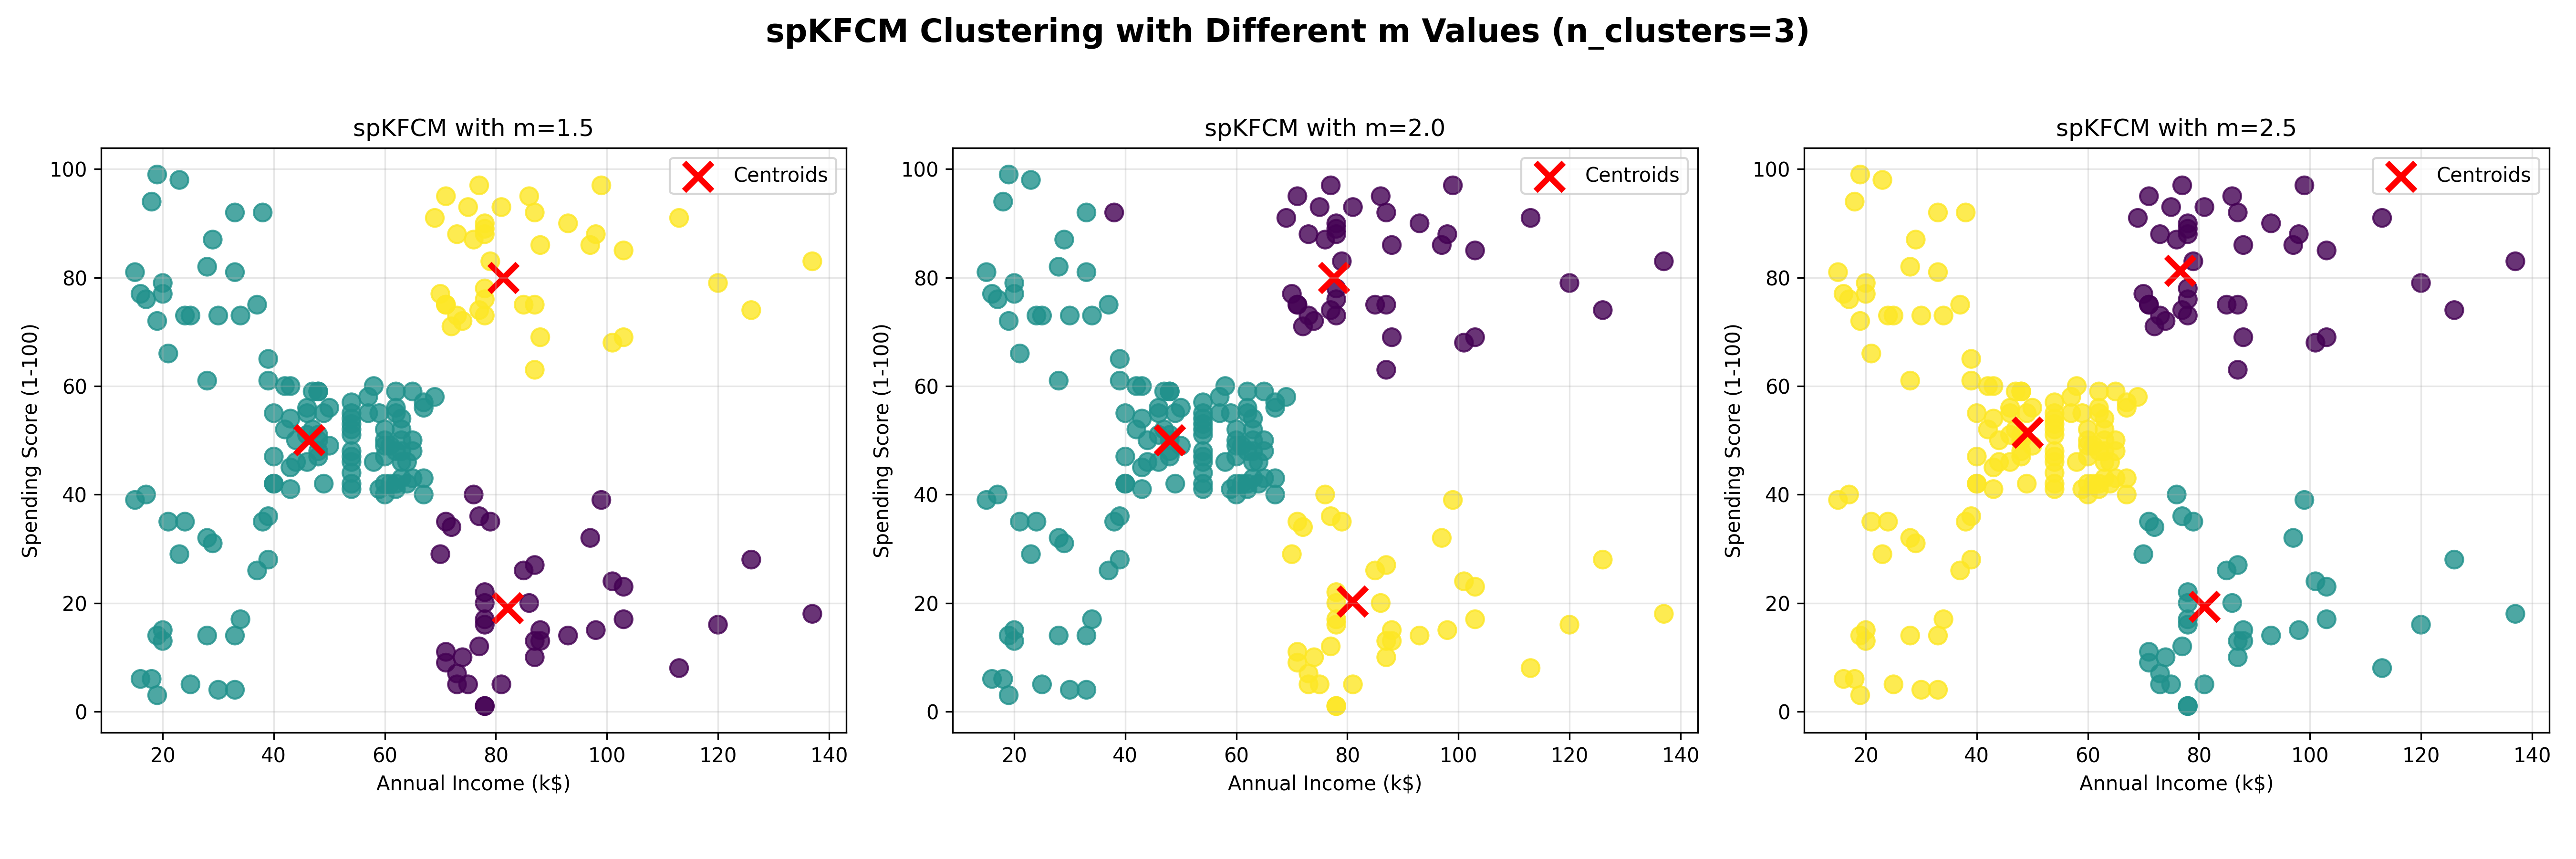 spKFCM Clustering with Different m Values (n_clusters=3)
spKFCM with m=1.5
Centroids
100
80
60
40
20
0
Spending Score (1-100)
20 40 60 80 100 120 140
Annual Income (k$)
spKFCM with m=2.0
Centroids
100
80
60
40
20
0
Spending Score (1-100)
20 40 60 80 100 120 140
Annual Income (k$)
spKFCM with m=2.5
Centroids
100
80
60
40
20
0
Spending Score (1-100)
20 40 60 80 100 120 140
Annual Income (k$)